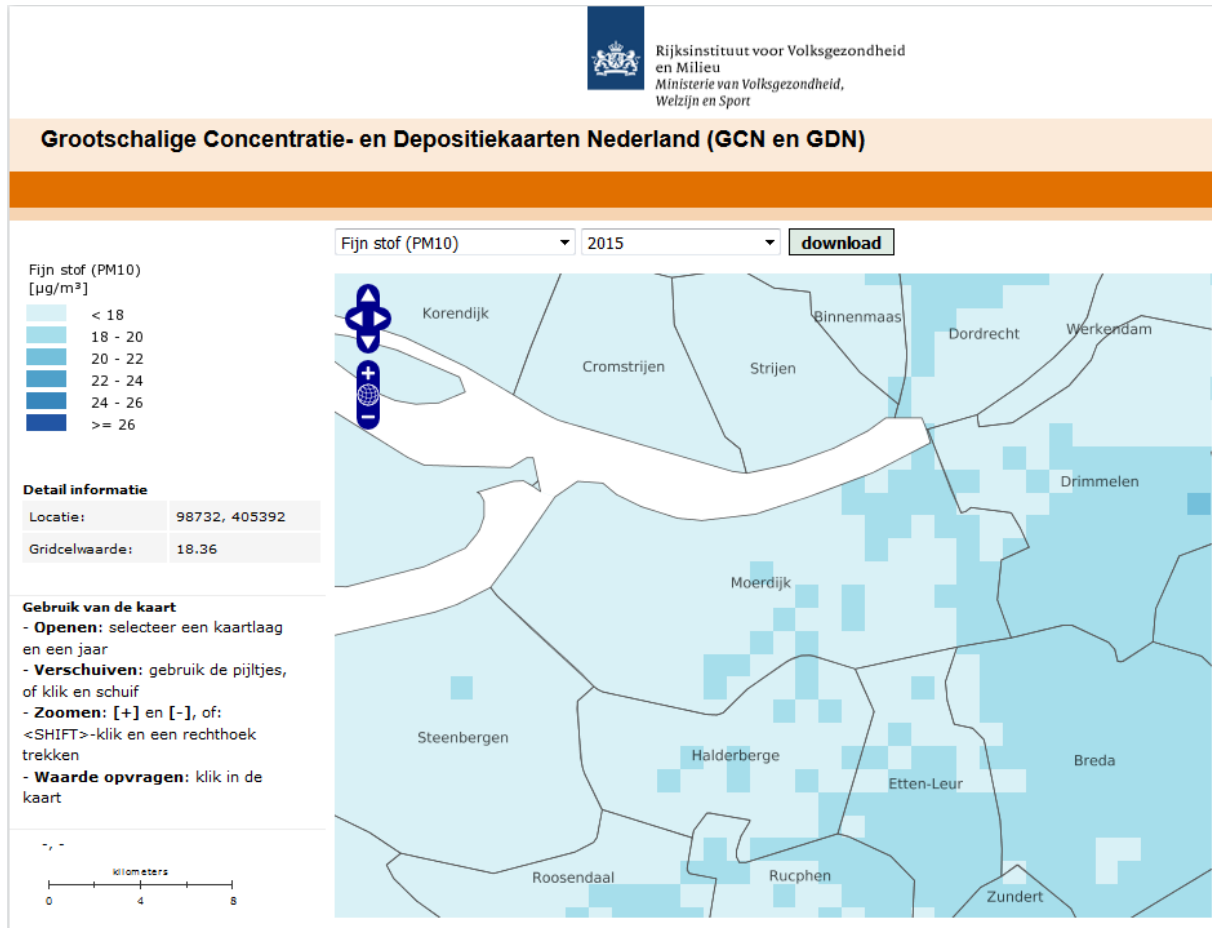 Rijksinstituut voor Volksgezondheid
en Milieu
Ministerie van Volksgezondheid,
Welzijn en Sport
Grootschalige Concentratie- en Depositiekaarten Nederland (GCN en GDN)
Fijn stof (PM10)
2015
download
Fijn stof (PM10)
[µg/m³]
< 18
18 - 20
20 - 22
22 - 24
24 - 26
>= 26
Detail informatie
Locatie: 98732, 405392
Gridcelwaarde: 18.36
Gebruik van de kaart
- Openen: selecteer een kaartlaag
en een jaar
- Verschuiven: gebruik de pijltjes,
of klik en schuif
- Zoomen: [+] en [-], of:
<SHIFT>-klik en een rechthoek
trekken
- Waarde opvragen: klik in de
kaart
-, -
kilometers
0 4 8
Korendijk
Binnenmaas
Dordrecht
Werkendam
Cromstrijen
Strijen
Drimmelen
Moerdijk
Steenbergen
Halderberge
Breda
Etten-Leur
Roosendaal
Rucphen
Zundert